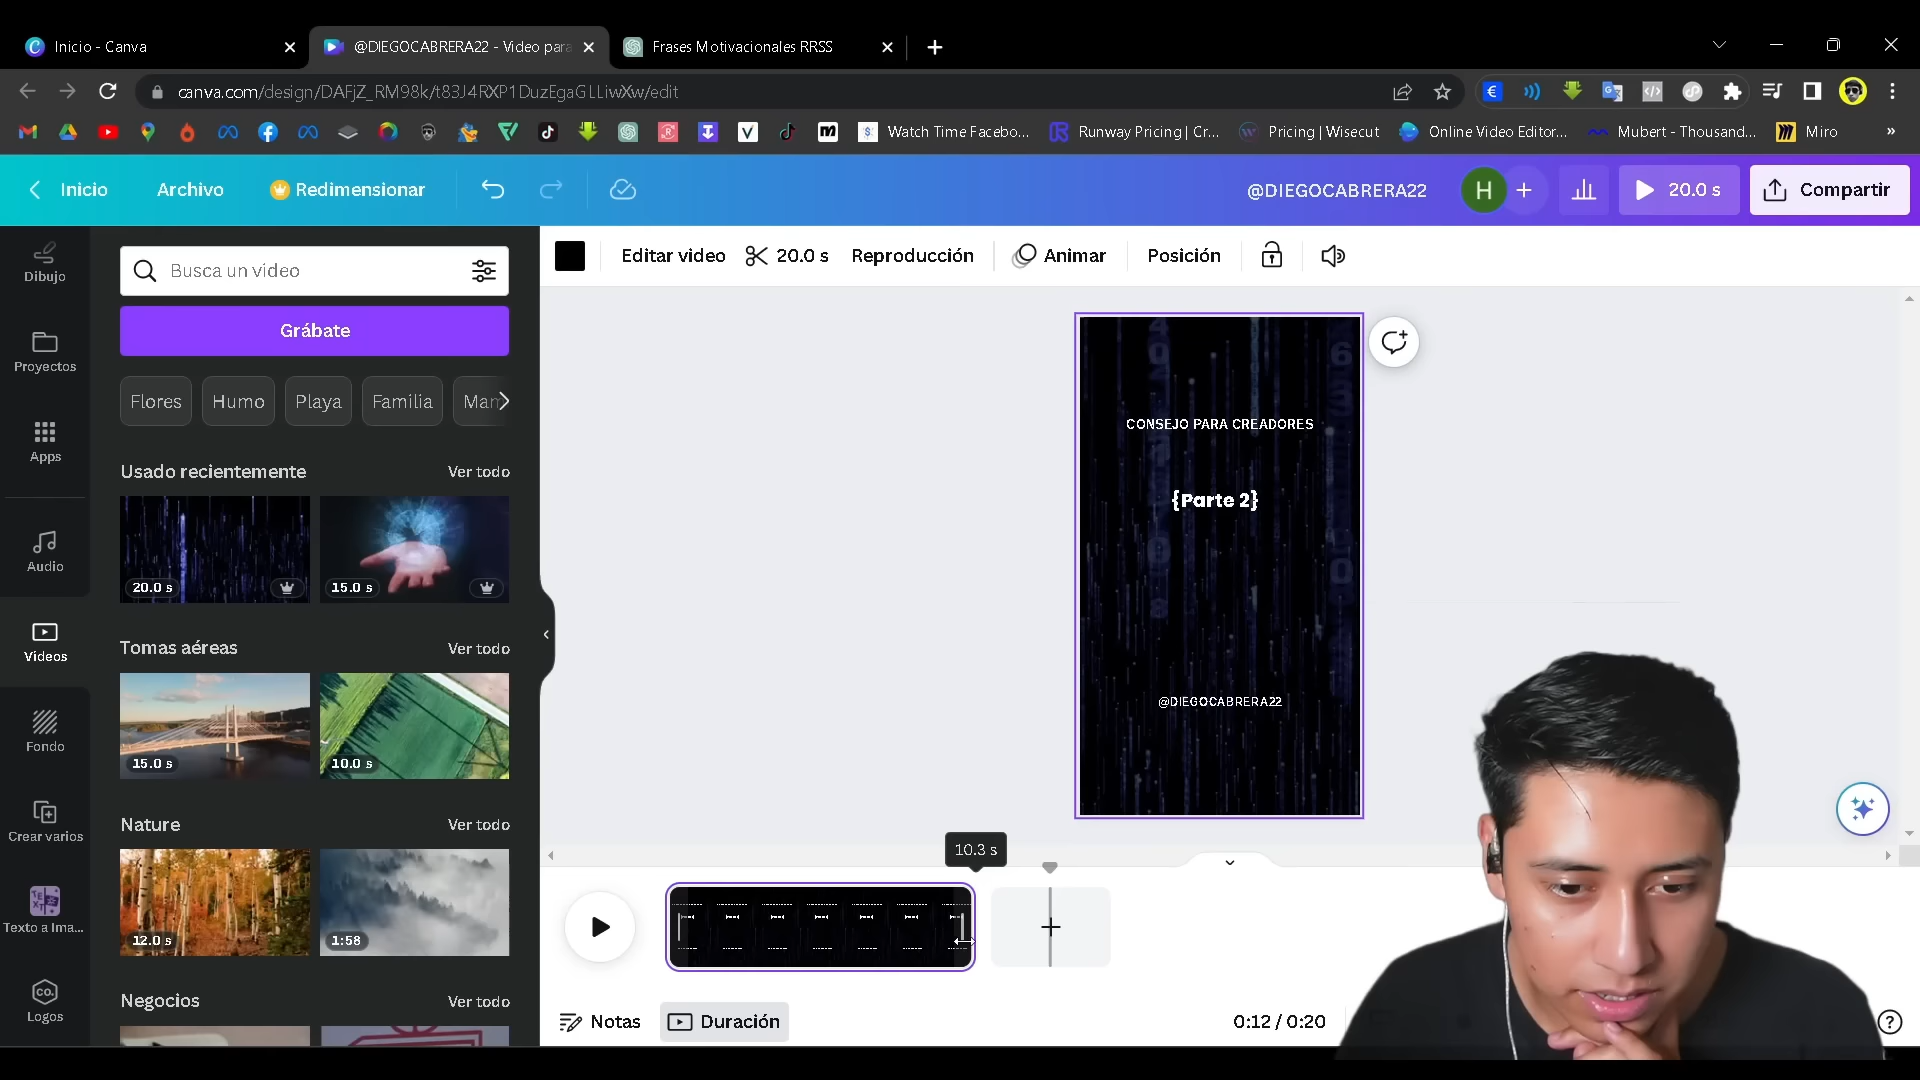 Inicio - Canva
@DIEGOCABRERA22 - Video para
Frases Motivacionales RRSS
canva.com/design/DAFjZ_RM98k/t83J4RXP1DuzEgaGLLiwXw/edit
Watch Time Facebo...
Runway Pricing | Cr...
Pricing | Wisecut
Online Video Editor...
Mubert - Thousand...
Miro
»
Inicio
Archivo
Redimensionar
@DIEGOCABRERA22
H
20.0 s
Compartir
Dibujo
Proyectos
Apps
Audio
Videos
Fondo
Crear varios
Texto a Ima...
Logos
Busca un video
Grábate
Flores
Humo
Playa
Familia
Man
Usado recientemente
Ver todo
20.0 s
15.0 s
Tomas aéreas
Ver todo
15.0 s
10.0 s
Nature
Ver todo
12.0 s
1:58
Negocios
Ver todo
Editar video
20.0 s
Reproducción
Animar
Posición
CONSEJO PARA CREADORES
{Parte 2}
@DIEGOCABRERA22
10.3 s
Notas
Duración
0:12 / 0:20